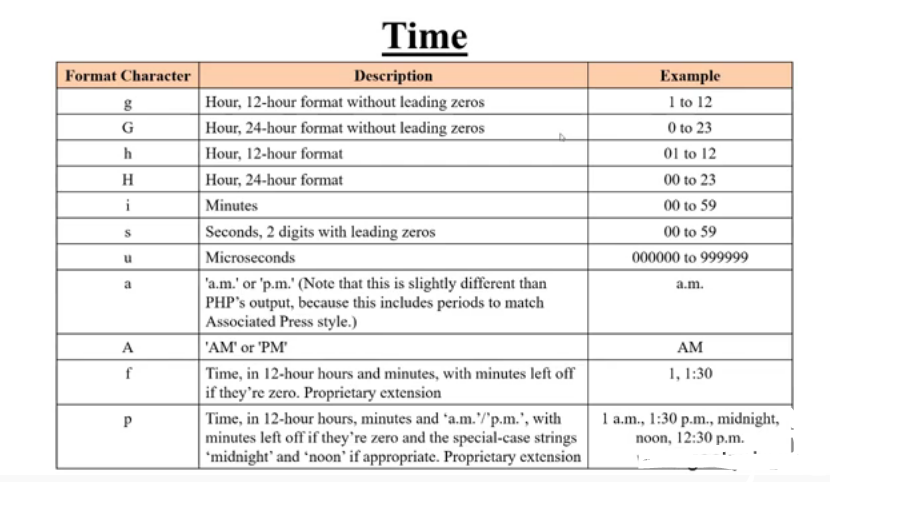 Time
Format Character Description Example
g Hour, 12-hour format without leading zeros 1 to 12
G Hour, 24-hour format without leading zeros 0 to 23
h Hour, 12-hour format 01 to 12
H Hour, 24-hour format 00 to 23
i Minutes 00 to 59
s Seconds, 2 digits with leading zeros 00 to 59
u Microseconds 000000 to 999999
a 'a.m.' or 'p.m.' (Note that this is slightly different than a.m.
PHP's output, because this includes periods to match
Associated Press style.)
A 'AM' or 'PM' AM
f Time, in 12-hour hours and minutes, with minutes left off 1, 1:30
if they're zero. Proprietary extension
p Time, in 12-hour hours, minutes and ‘a.m.’/’p.m.’, with 1 a.m., 1:30 p.m., midnight,
minutes left off if they’re zero and the special-case strings noon, 12:30 p.m.
‘midnight’ and ‘noon’ if appropriate. Proprietary extension